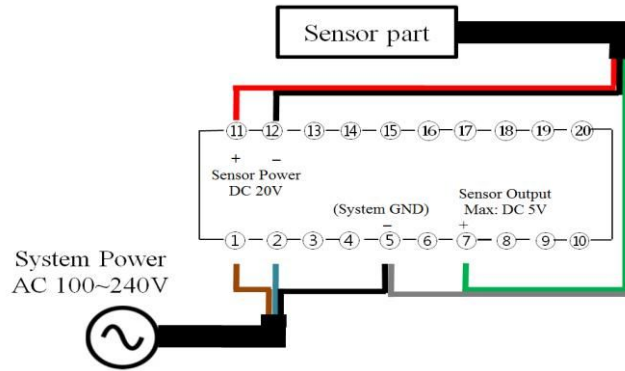 Sensor part
11 12 13 14 15 16 17 18 19 20
+ −
Sensor Power
DC 20V
(System GND)
−
Sensor Output
Max: DC 5V
+
1 2 3 4 5 6 7 8 9 10
System Power
AC 100~240V